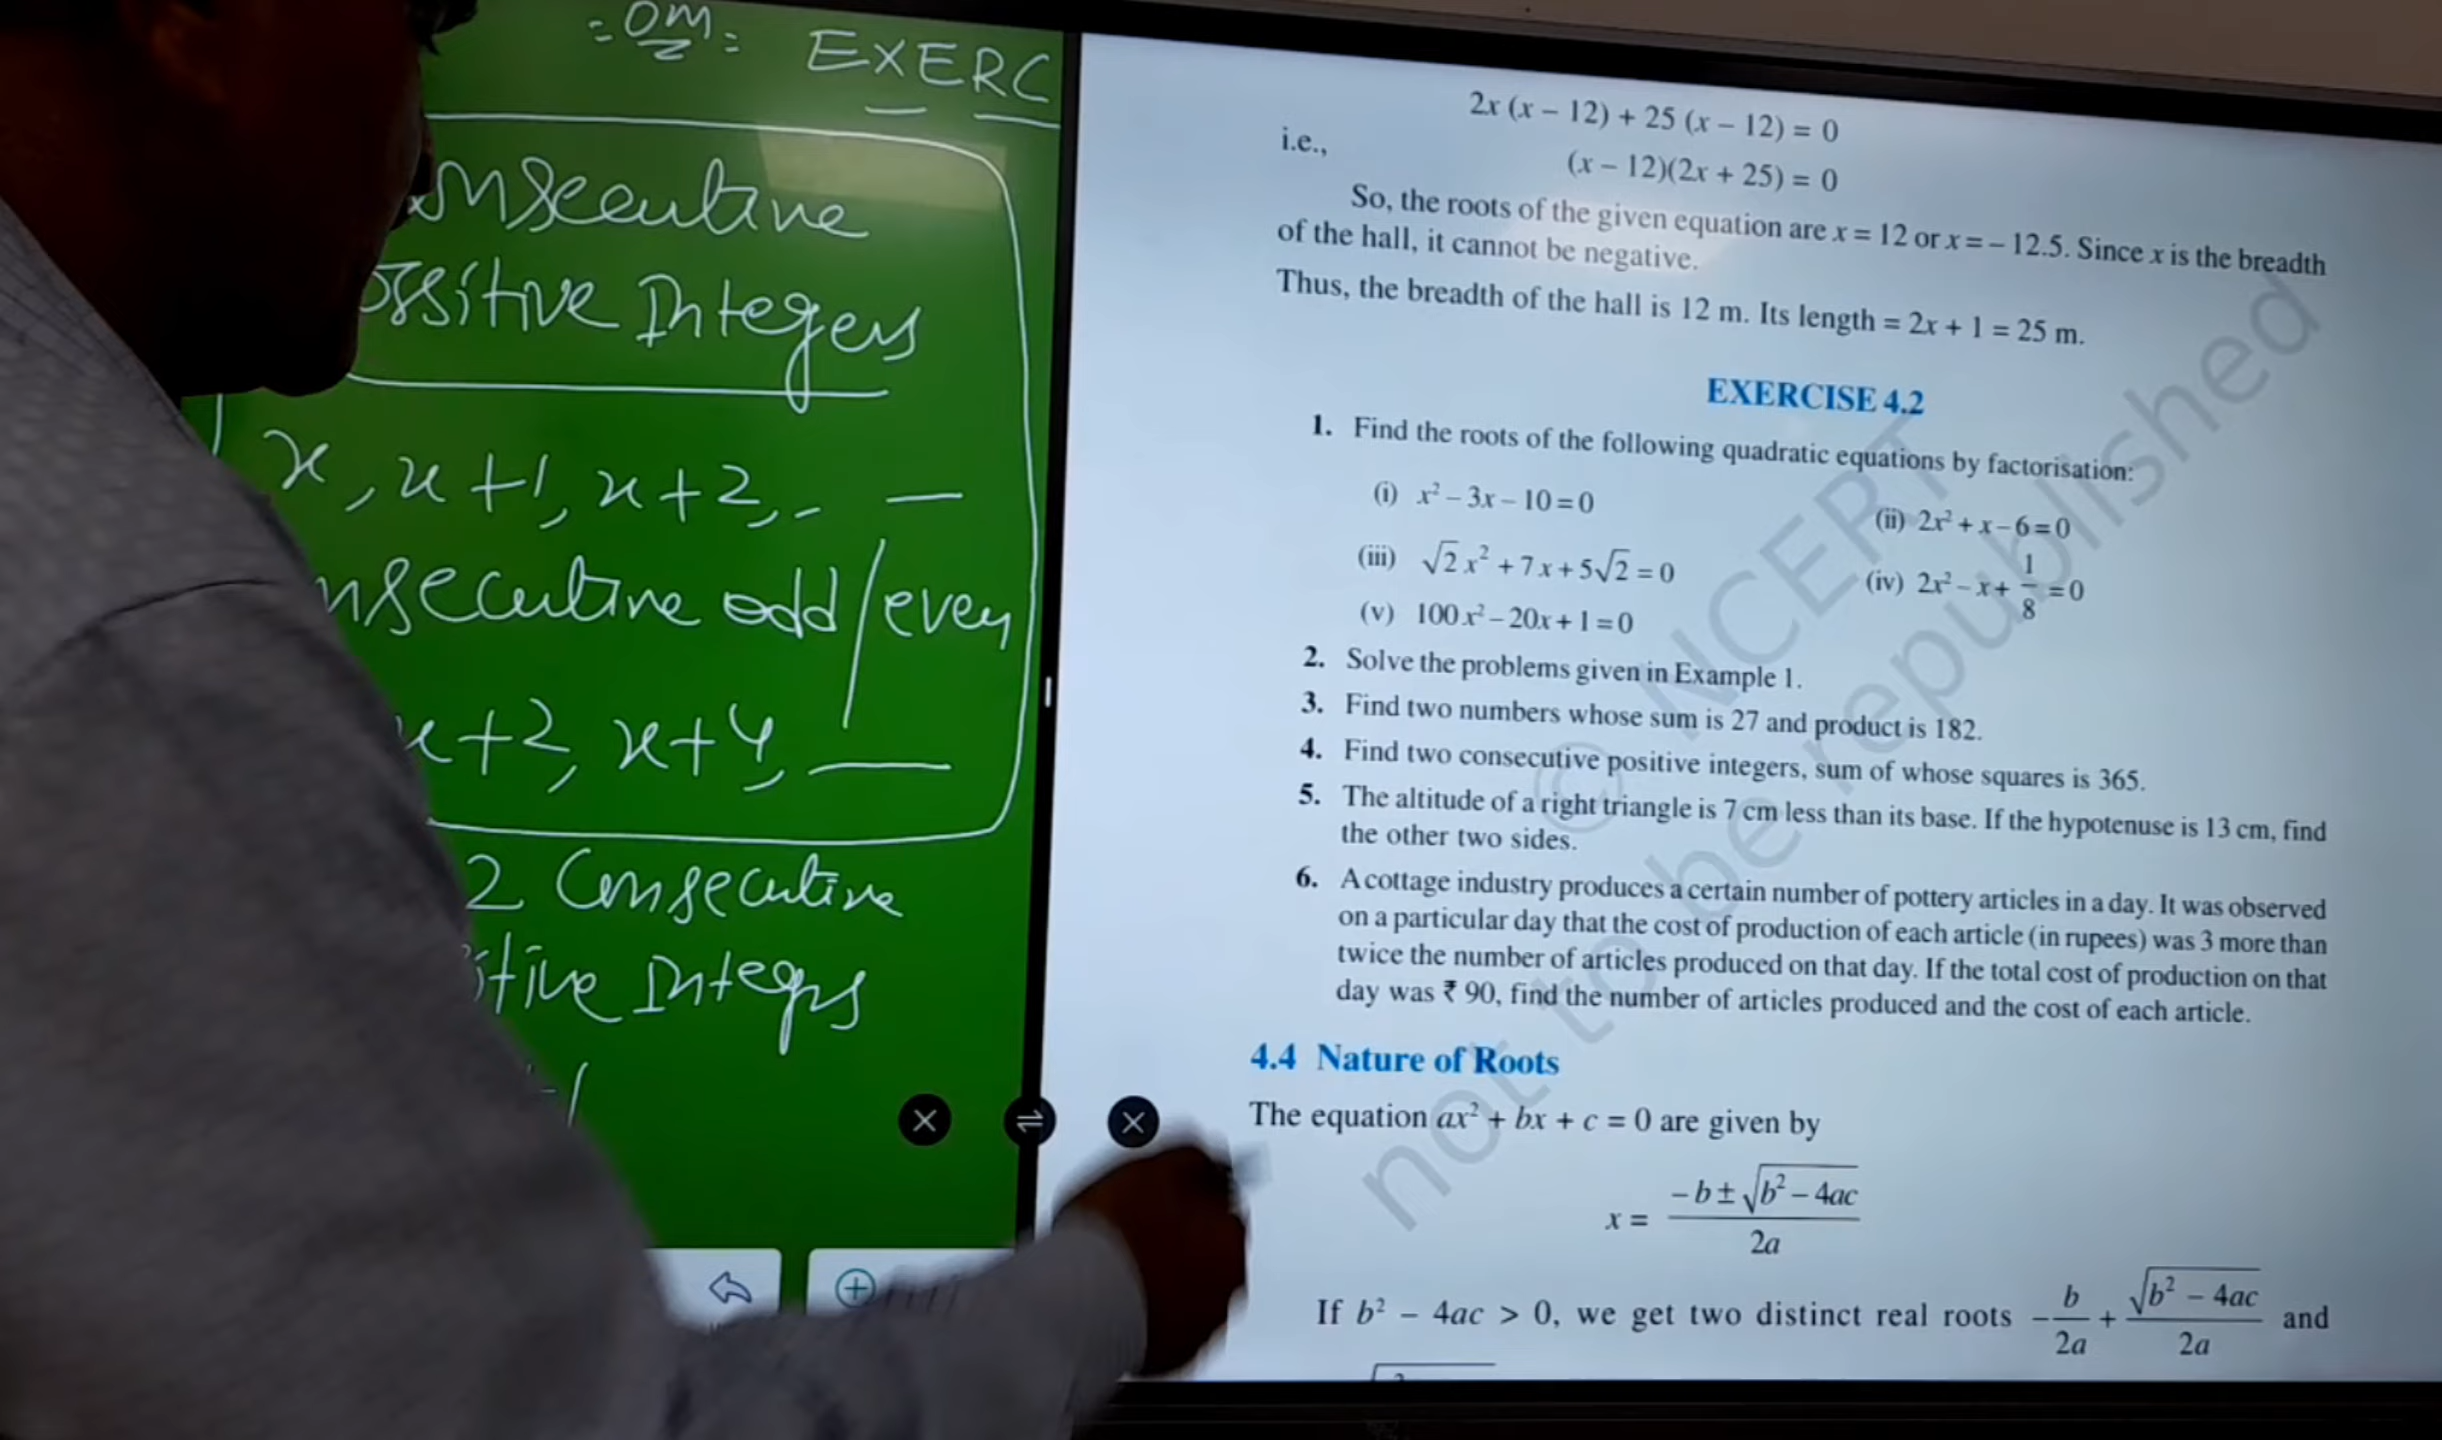 = Om =
EXERC
nsecutive
ossitive Integers
x, x+1, x+2, - —
nsecutive odd/even
x+2, x+4, —
2 Consecutive
itive Integrs
2x (x – 12) + 25 (x – 12) = 0
i.e., (x – 12)(2x + 25) = 0
So, the roots of the given equation are x = 12 or x = – 12.5. Since x is the breadth
of the hall, it cannot be negative.
Thus, the breadth of the hall is 12 m. Its length = 2x + 1 = 25 m.
EXERCISE 4.2
1. Find the roots of the following quadratic equations by factorisation:
(i) x² – 3x – 10 = 0 (ii) 2x² + x – 6 = 0
(iii) √2 x² + 7x + 5√2 = 0 (iv) 2x² – x + 1/8 = 0
(v) 100 x² – 20x + 1 = 0
2. Solve the problems given in Example 1.
3. Find two numbers whose sum is 27 and product is 182.
4. Find two consecutive positive integers, sum of whose squares is 365.
5. The altitude of a right triangle is 7 cm less than its base. If the hypotenuse is 13 cm, find
the other two sides.
6. A cottage industry produces a certain number of pottery articles in a day. It was observed
on a particular day that the cost of production of each article (in rupees) was 3 more than
twice the number of articles produced on that day. If the total cost of production on that
day was ₹ 90, find the number of articles produced and the cost of each article.
4.4 Nature of Roots
The equation ax² + bx + c = 0 are given by
x = (–b ± √(b² – 4ac)) / 2a
If b² – 4ac > 0, we get two distinct real roots –b/2a + √(b² – 4ac)/2a and
© NCERT
not to be republished